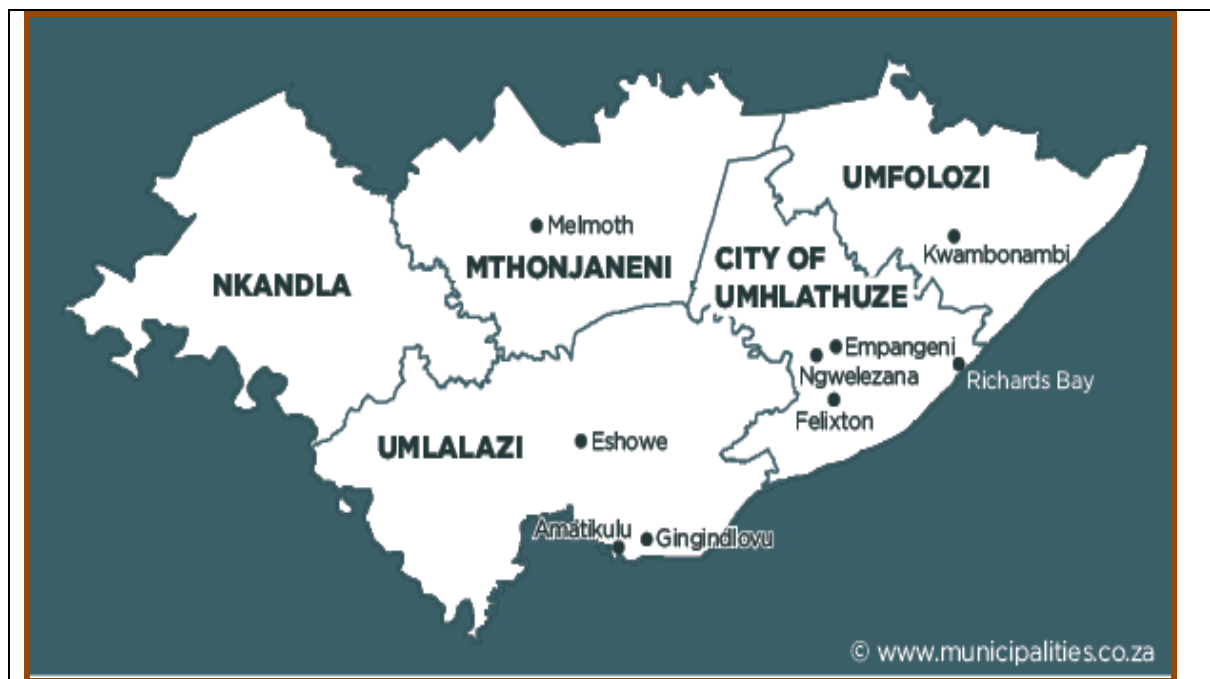 UMFOLOZI
Melmoth
Kwambonambi
MTHONJANENI
CITY OF
UMHLATHUZE
NKANDLA
Empangeni
Ngwelezana
Richards Bay
Felixton
UMLALAZI
Eshowe
Amatikulu
Gingindlovu
© www.municipalities.co.za